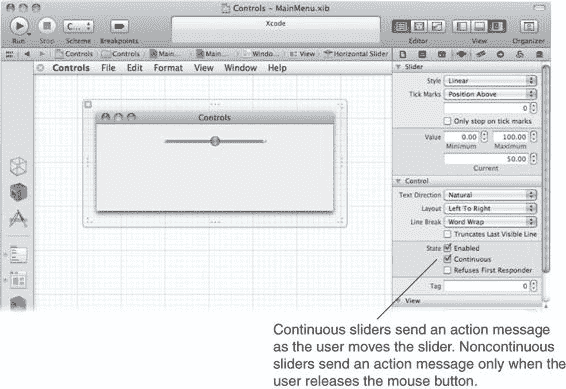 Controls – MainMenu.xib
Xcode
Run
Stop
C...
Scheme
Breakpoints
Editor
View
Organizer
Controls
Main...
Main...
Windo...
View
Horizontal Slider
Controls File Edit Format View Window Help
Controls
Slider
Style Linear
Tick Marks Position Above
0
Only stop on tick marks
Value 0.00 100.00
Minimum Maximum
50.00
Current
Control
Text Direction Natural
Layout Left To Right
Line Break Word Wrap
Truncates Last Visible Line
State Enabled
Continuous
Refuses First Responder
Tag 0
View
Continuous sliders send an action message
as the user moves the slider. Noncontinuous
sliders send an action message only when the
user releases the mouse button.